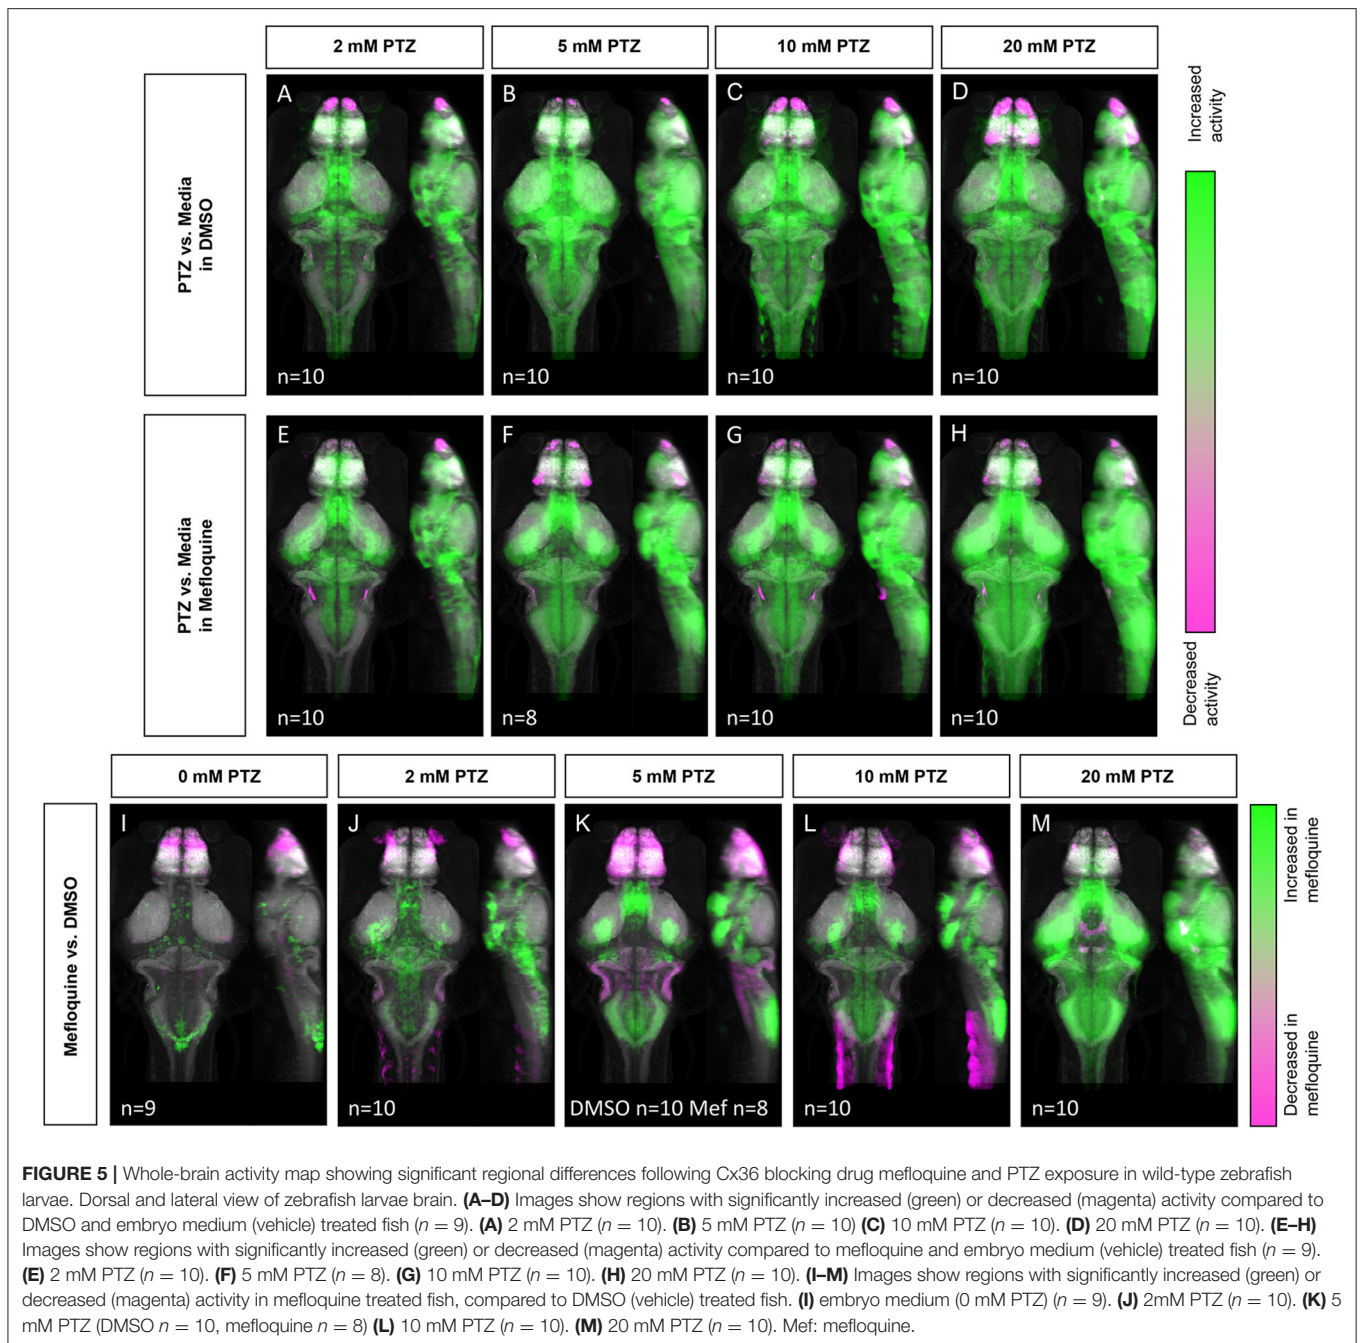 2 mM PTZ
5 mM PTZ
10 mM PTZ
20 mM PTZ
PTZ vs. Media
in DMSO
A
n=10
B
n=10
C
n=10
D
n=10
Increased
activity
PTZ vs. Media
in Mefloquine
E
n=10
F
n=8
G
n=10
H
n=10
Decreased
activity
0 mM PTZ
2 mM PTZ
5 mM PTZ
10 mM PTZ
20 mM PTZ
Mefloquine vs. DMSO
I
n=9
J
n=10
K
DMSO n=10 Mef n=8
L
n=10
M
n=10
Increased in
mefloquine
Decreased in
mefloquine
FIGURE 5 | Whole-brain activity map showing significant regional differences following Cx36 blocking drug mefloquine and PTZ exposure in wild-type zebrafish
larvae. Dorsal and lateral view of zebrafish larvae brain. (A–D) Images show regions with significantly increased (green) or decreased (magenta) activity compared to
DMSO and embryo medium (vehicle) treated fish (n = 9). (A) 2 mM PTZ (n = 10). (B) 5 mM PTZ (n = 10) (C) 10 mM PTZ (n = 10). (D) 20 mM PTZ (n = 10). (E–H)
Images show regions with significantly increased (green) or decreased (magenta) activity compared to mefloquine and embryo medium (vehicle) treated fish (n = 9).
(E) 2 mM PTZ (n = 10). (F) 5 mM PTZ (n = 8). (G) 10 mM PTZ (n = 10). (H) 20 mM PTZ (n = 10). (I–M) Images show regions with significantly increased (green) or
decreased (magenta) activity in mefloquine treated fish, compared to DMSO (vehicle) treated fish. (I) embryo medium (0 mM PTZ) (n = 9). (J) 2mM PTZ (n = 10). (K) 5
mM PTZ (DMSO n = 10, mefloquine n = 8) (L) 10 mM PTZ (n = 10). (M) 20 mM PTZ (n = 10). Mef: mefloquine.